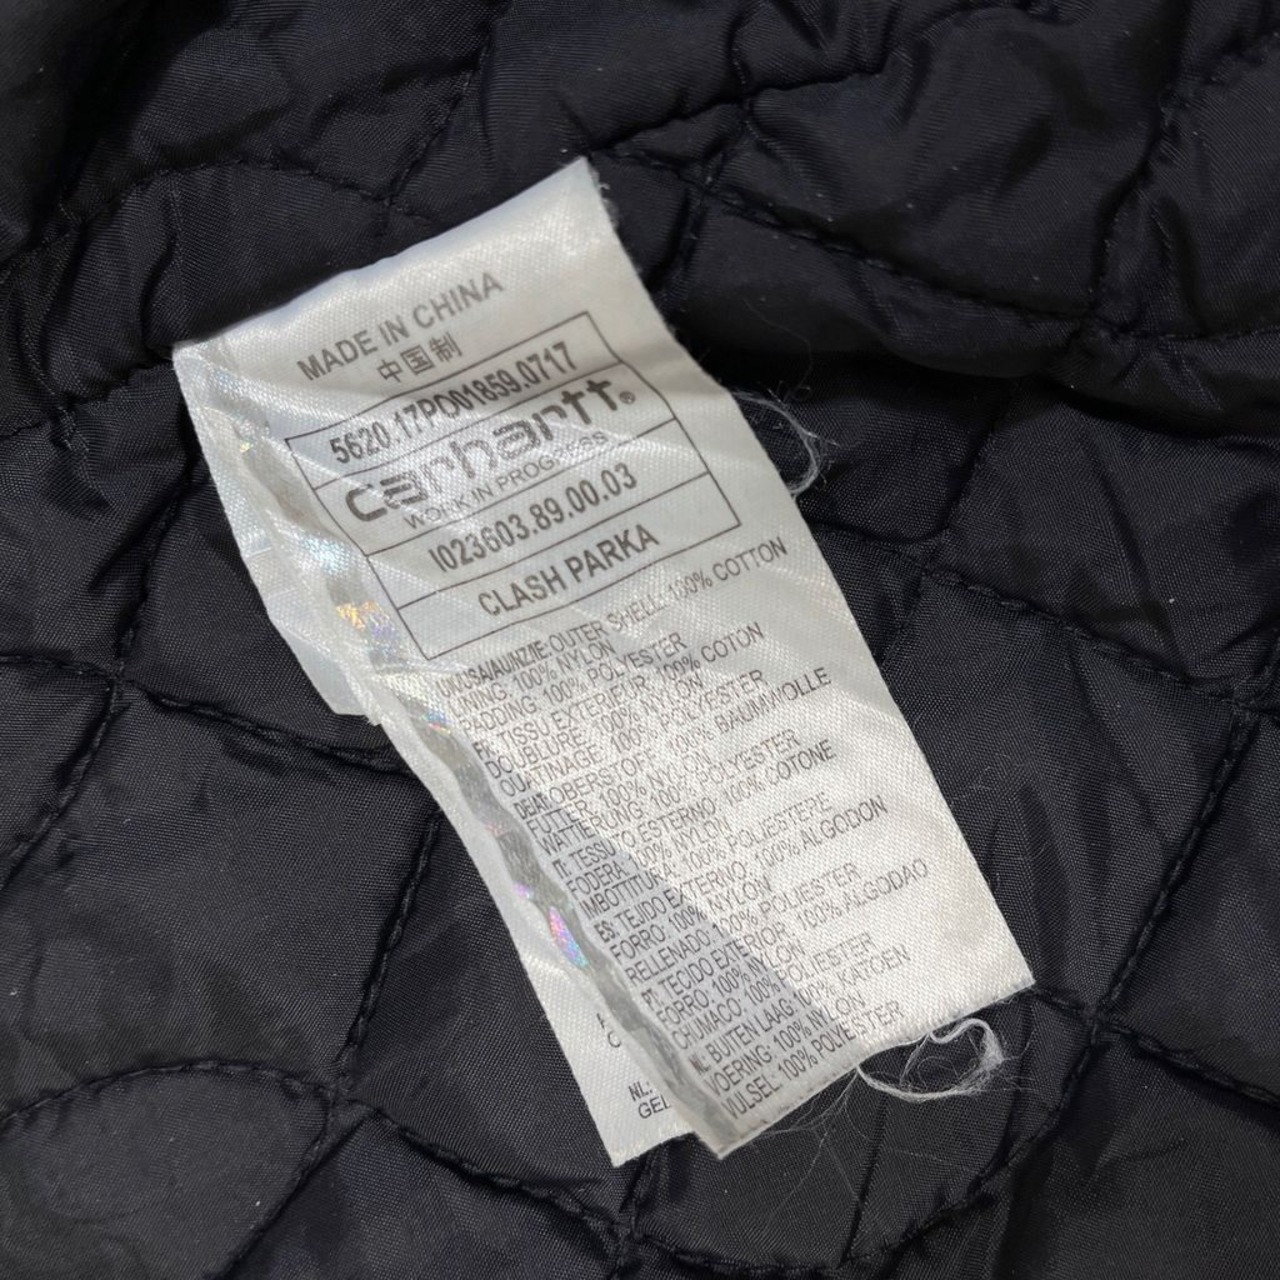 MADE IN CHINA
中国制
5620.17PO01859.0717
carhartt®
WORK IN PROGRESS
I023603.89.00.03
CLASH PARKA
UK/USA/AU/NZ/IE: OUTER SHELL: 100% COTTON
LINING: 100% NYLON
PADDING: 100% POLYESTER
FR: TISSU EXTERIEUR: 100% COTON
DOUBLURE: 100% NYLON
OUATINAGE: 100% POLYESTER
DE/AT: OBERSTOFF: 100% BAUMWOLLE
FUTTER: 100% NYLON
WATTIERUNG: 100% POLYESTER
IT: TESSUTO ESTERNO: 100% COTONE
FODERA: 100% NYLON
IMBOTTITURA: 100% POLIESTERE
ES: TEJIDO EXTERNO: 100% ALGODON
FORRO: 100% NYLON
RELLENADO: 100% POLIESTER
PT: TECIDO EXTERIOR: 100% ALGODAO
FORRO: 100% NYLON
CHUMACO: 100% POLIESTER
NL: BUITEN LAAG: 100% KATOEN
VOERING: 100% NYLON
VULSEL: 100% POLYESTER
NL:
GEL